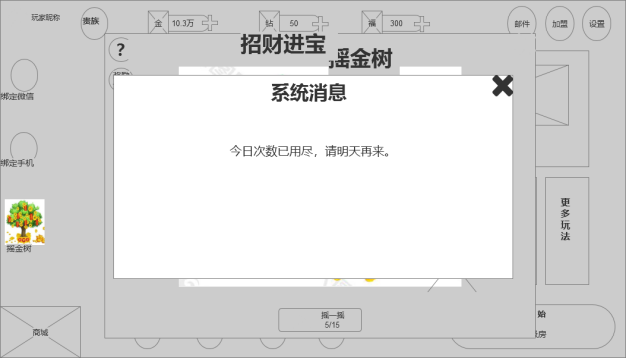 玩家昵称
贵族
金 10.3万
钻 50
福 300
邮件
加盟
设置
招财进宝
摇金树
?
绑定微信
系统消息
今日次数已用尽，请明天再来。
绑定手机
摇金树
更多玩法
商城
摇一摇
5/15
始
房